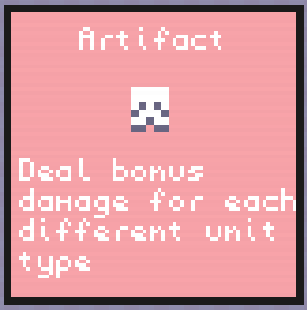 Artifact
Deal bonus
damage for each
different unit
type